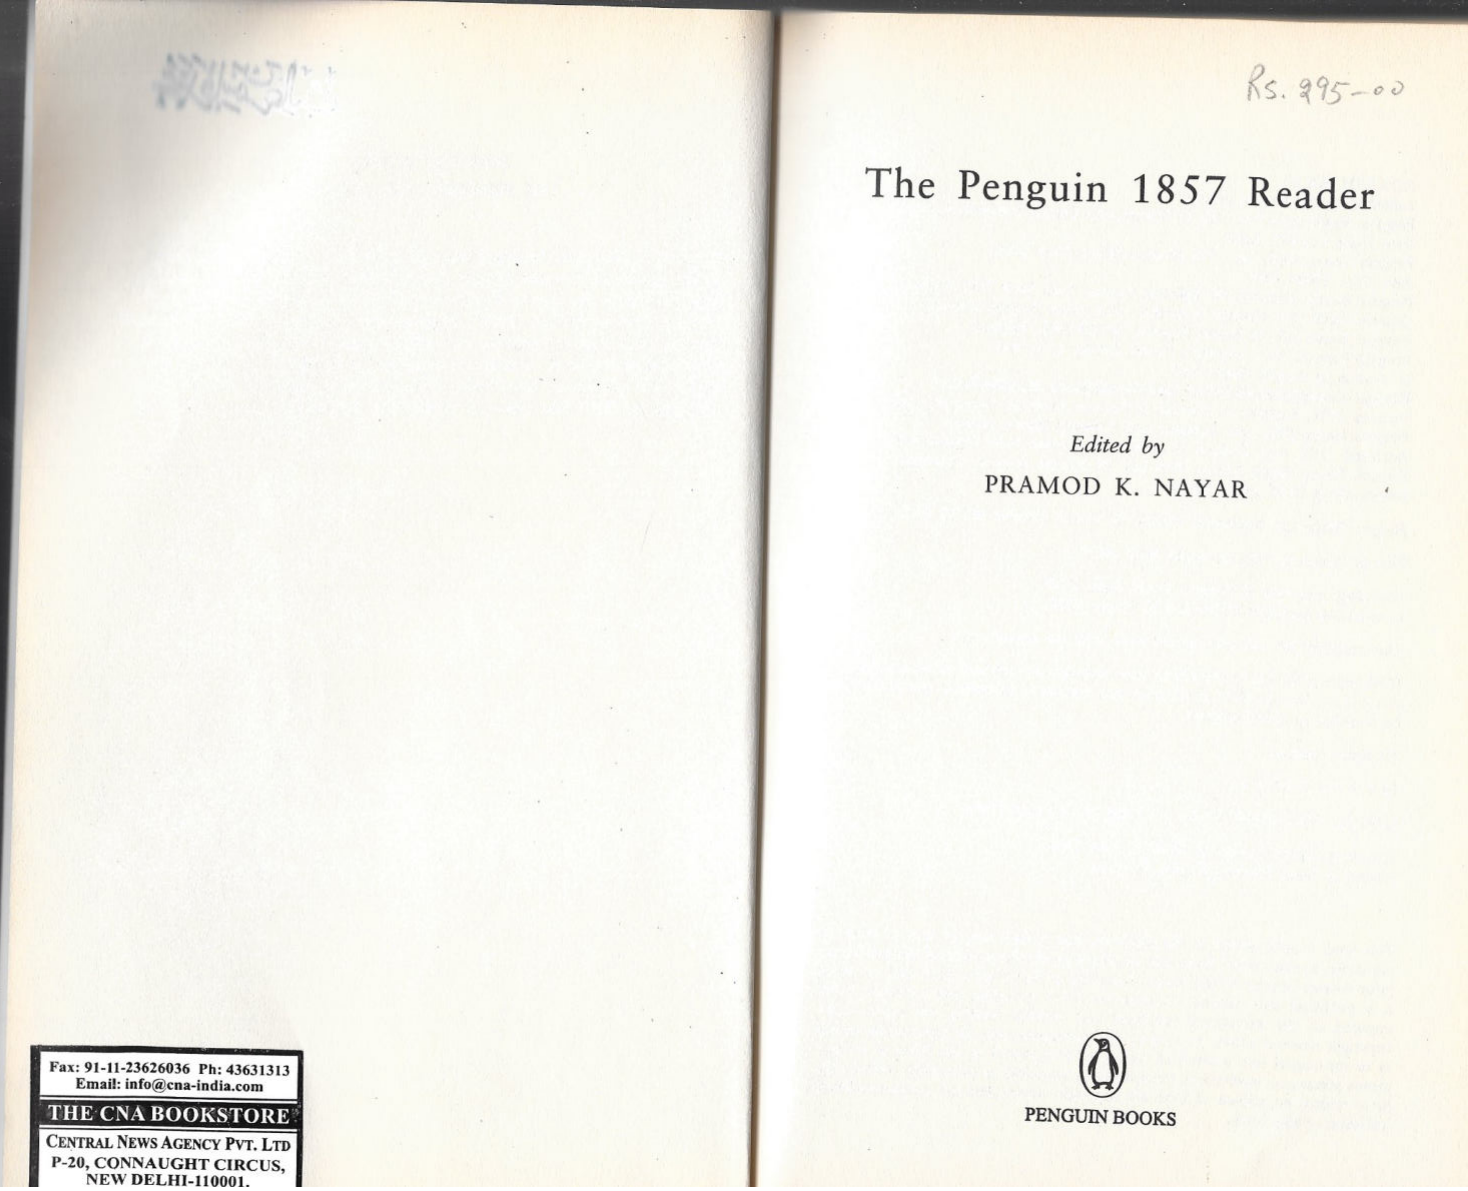 Fax: 91-11-23626036 Ph: 43631313
Email: info@cna-india.com
THE CNA BOOKSTORE
CENTRAL NEWS AGENCY PVT. LTD
P-20, CONNAUGHT CIRCUS,
NEW DELHI-110001.
Rs. 295-00
The Penguin 1857 Reader
Edited by
PRAMOD K. NAYAR
PENGUIN BOOKS